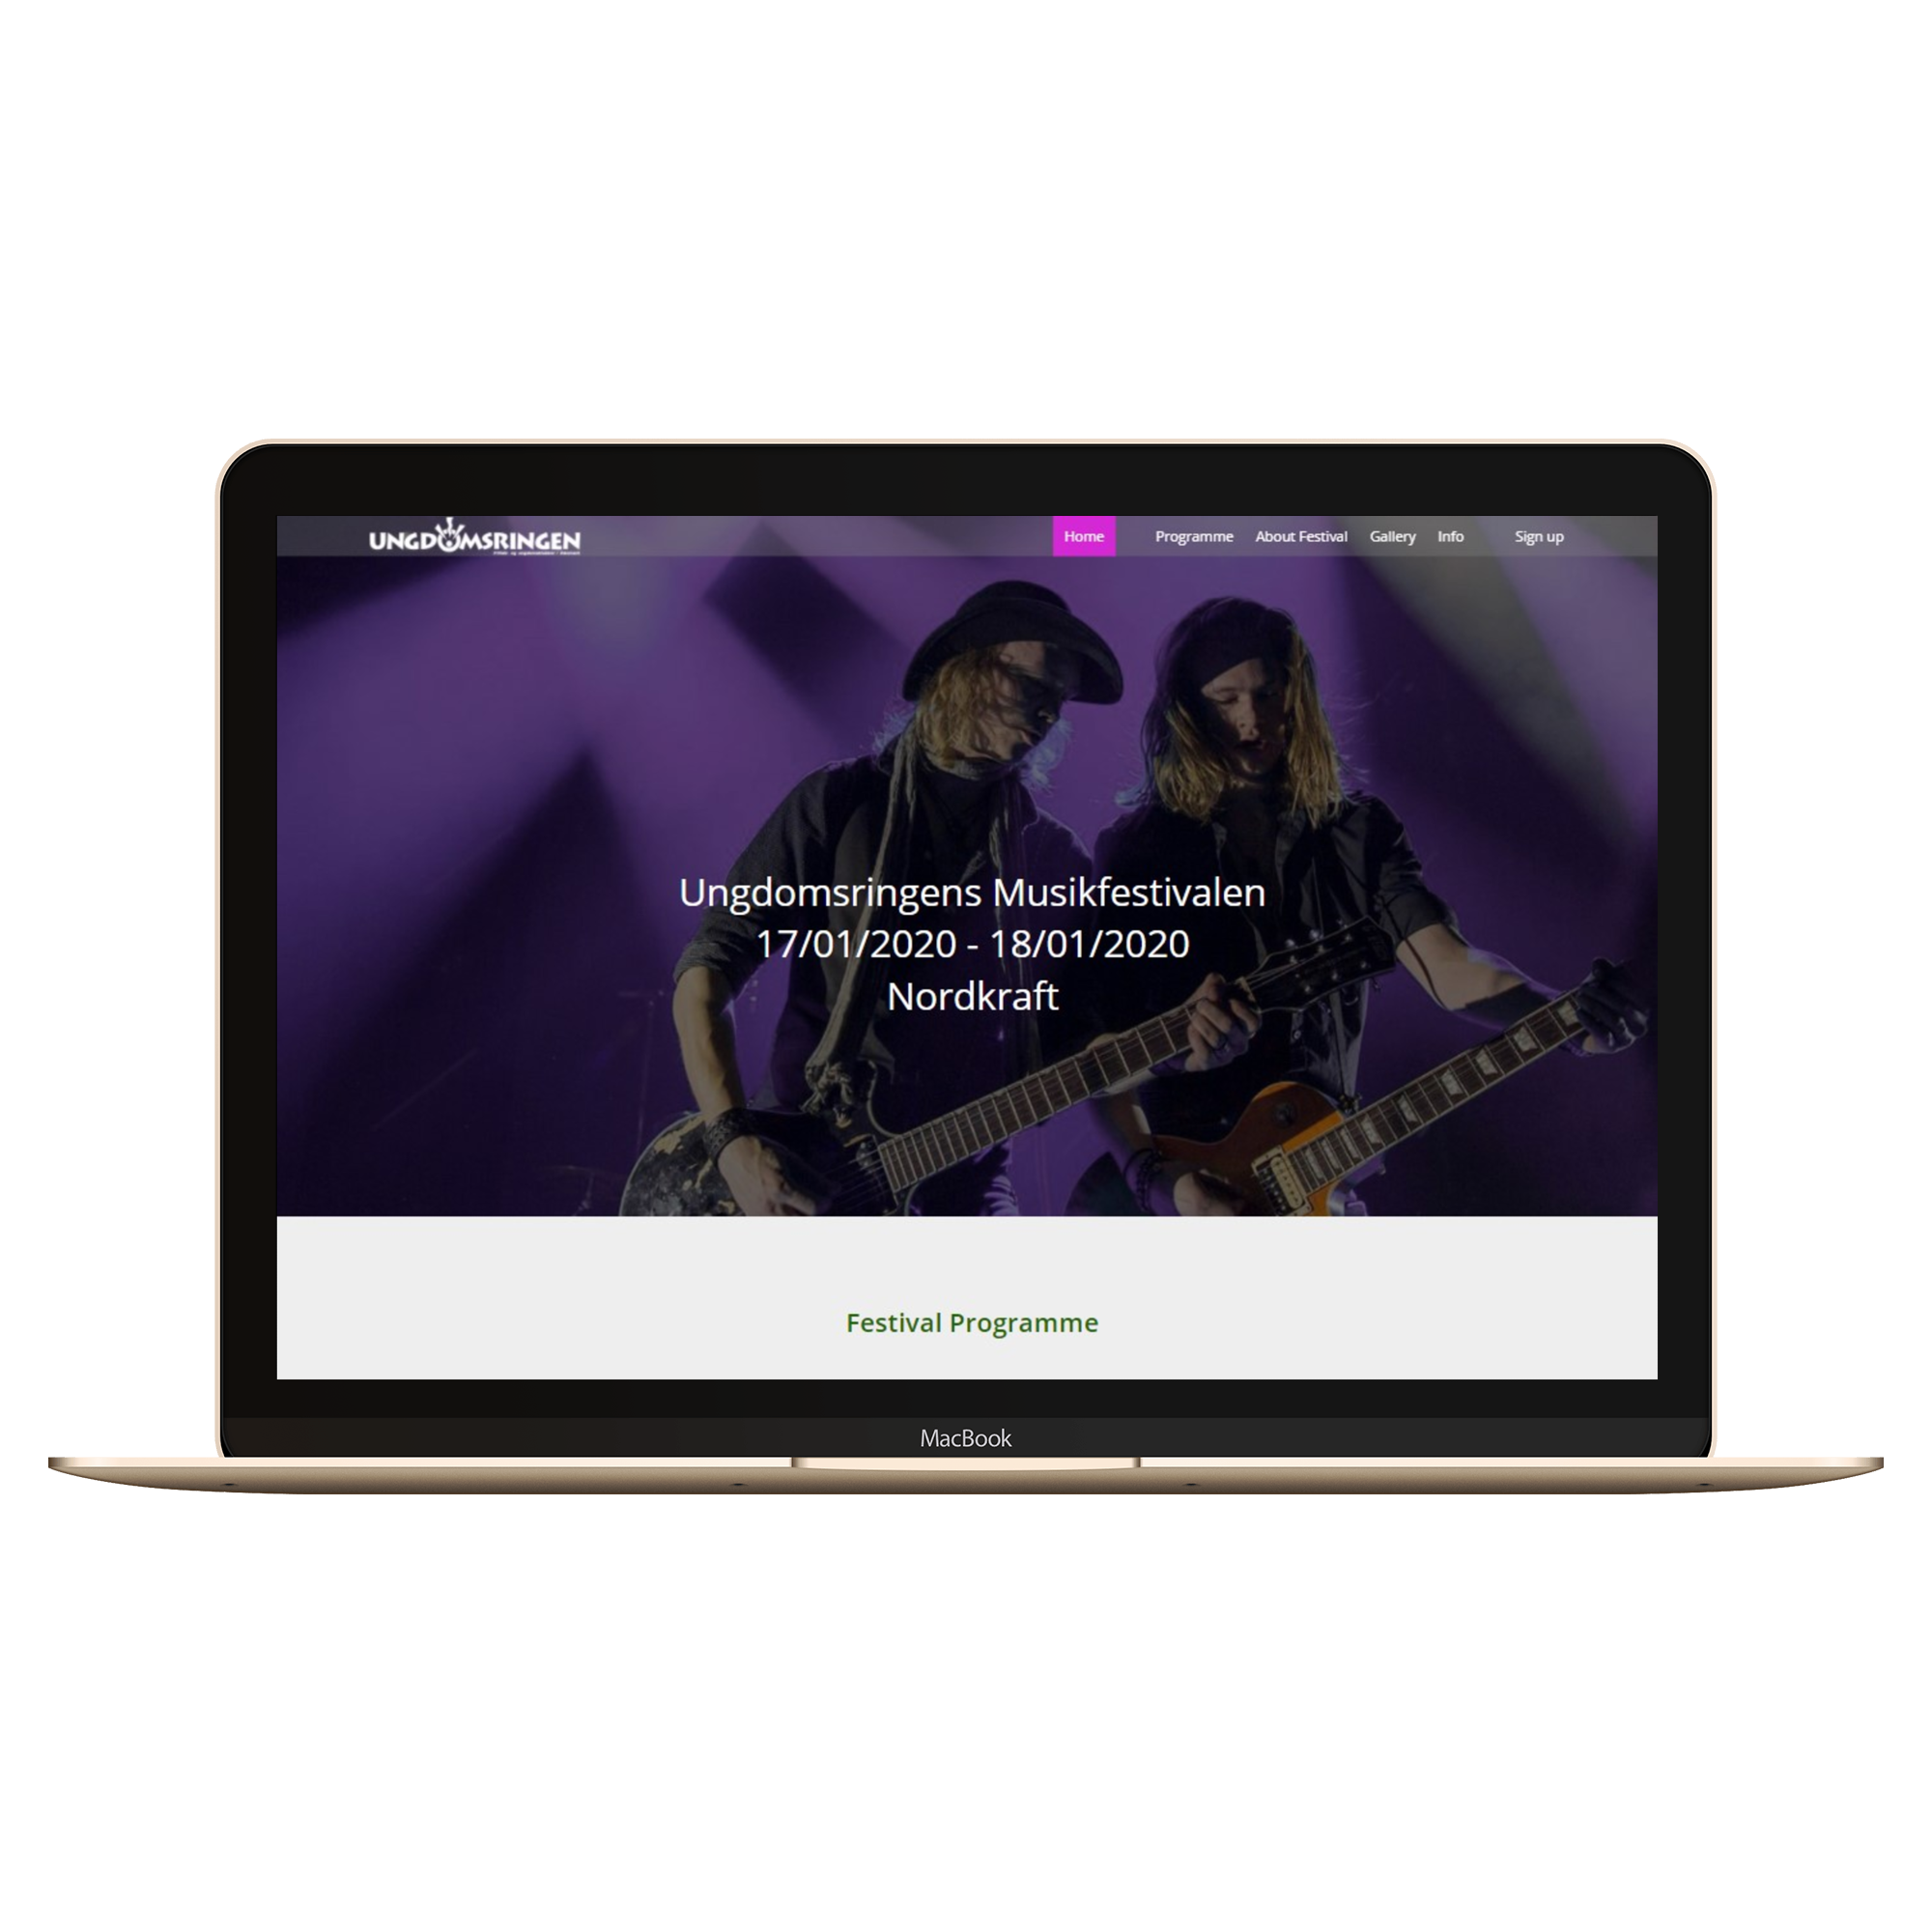 UNGDOMSRINGEN
Home Programme About Festival Gallery Info Sign up
Ungdomsringens Musikfestivalen
17/01/2020 - 18/01/2020
Nordkraft
Festival Programme
MacBook